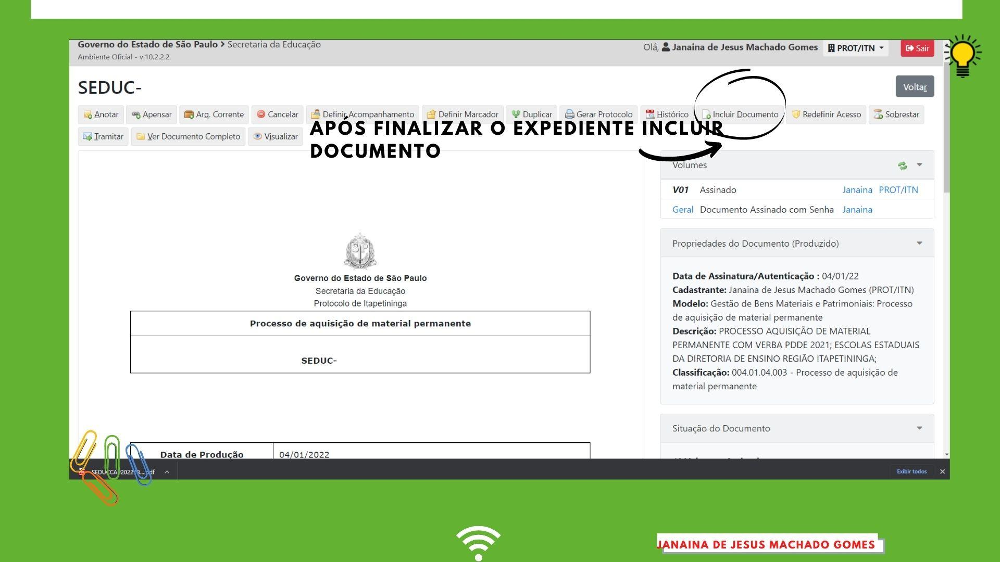 Governo do Estado de São Paulo > Secretaria da Educação
Ambiente Oficial - v.10.2.2.2
Olá, Janaina de Jesus Machado Gomes PROT/ITN Sair
SEDUC-
Voltar
Anotar Apensar Arq. Corrente Cancelar Definir Acompanhamento Definir Marcador Duplicar Gerar Protocolo Histórico Incluir Documento Redefinir Acesso Sobrestar
Tramitar Ver Documento Completo Visualizar
APÓS FINALIZAR O EXPEDIENTE INCLUIR
DOCUMENTO
Volumes
V01 Assinado Janaina PROT/ITN
Geral Documento Assinado com Senha Janaina
Propriedades do Documento (Produzido)
Data de Assinatura/Autenticação : 04/01/22
Cadastrante: Janaina de Jesus Machado Gomes (PROT/ITN)
Modelo: Gestão de Bens Materiais e Patrimoniais: Processo
de aquisição de material permanente
Descrição: PROCESSO AQUISIÇÃO DE MATERIAL
PERMANENTE COM VERBA PDDE 2021; ESCOLAS ESTADUAIS
DA DIRETORIA DE ENSINO REGIÃO ITAPETININGA;
Classificação: 004.01.04.003 - Processo de aquisição de
material permanente
Situação do Documento
SP
Governo do Estado de São Paulo
Secretaria da Educação
Protocolo de Itapetininga
Processo de aquisição de material permanente
SEDUC-
Data de Produção 04/01/2022
Exibir todos
JANAINA DE JESUS MACHADO GOMES